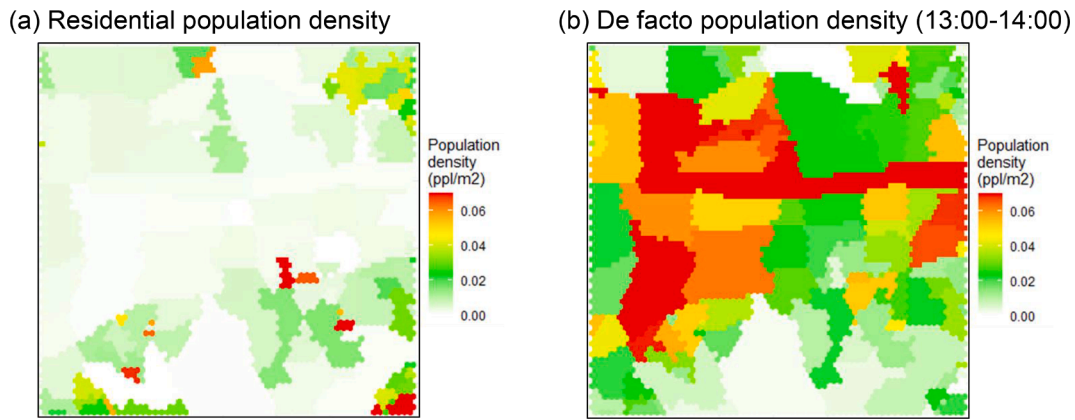 (a) Residential population density
(b) De facto population density (13:00-14:00)
Population
density
(ppl/m2)
0.06
0.04
0.02
0.00
Population
density
(ppl/m2)
0.06
0.04
0.02
0.00